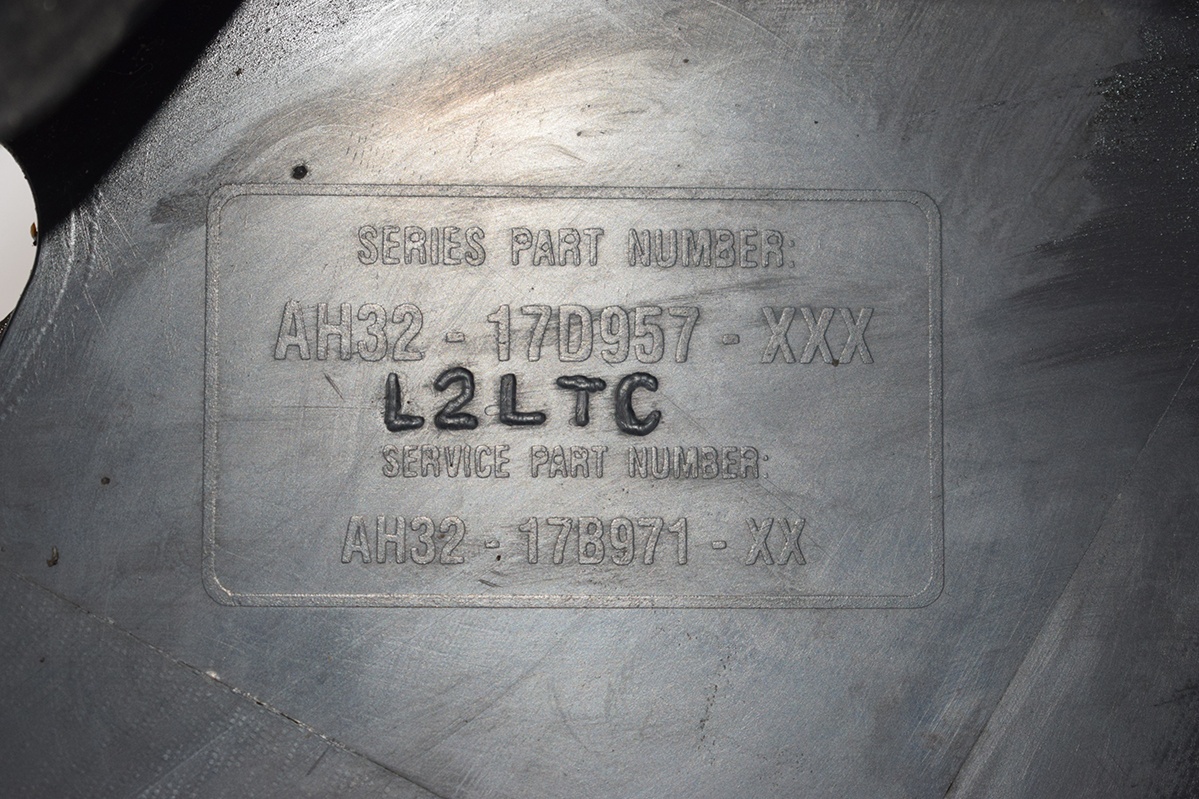 SERIES PART NUMBER:
AH32 - 17D957 - XXX
L2LTC
SERVICE PART NUMBER:
AH32 - 17B971 - XX